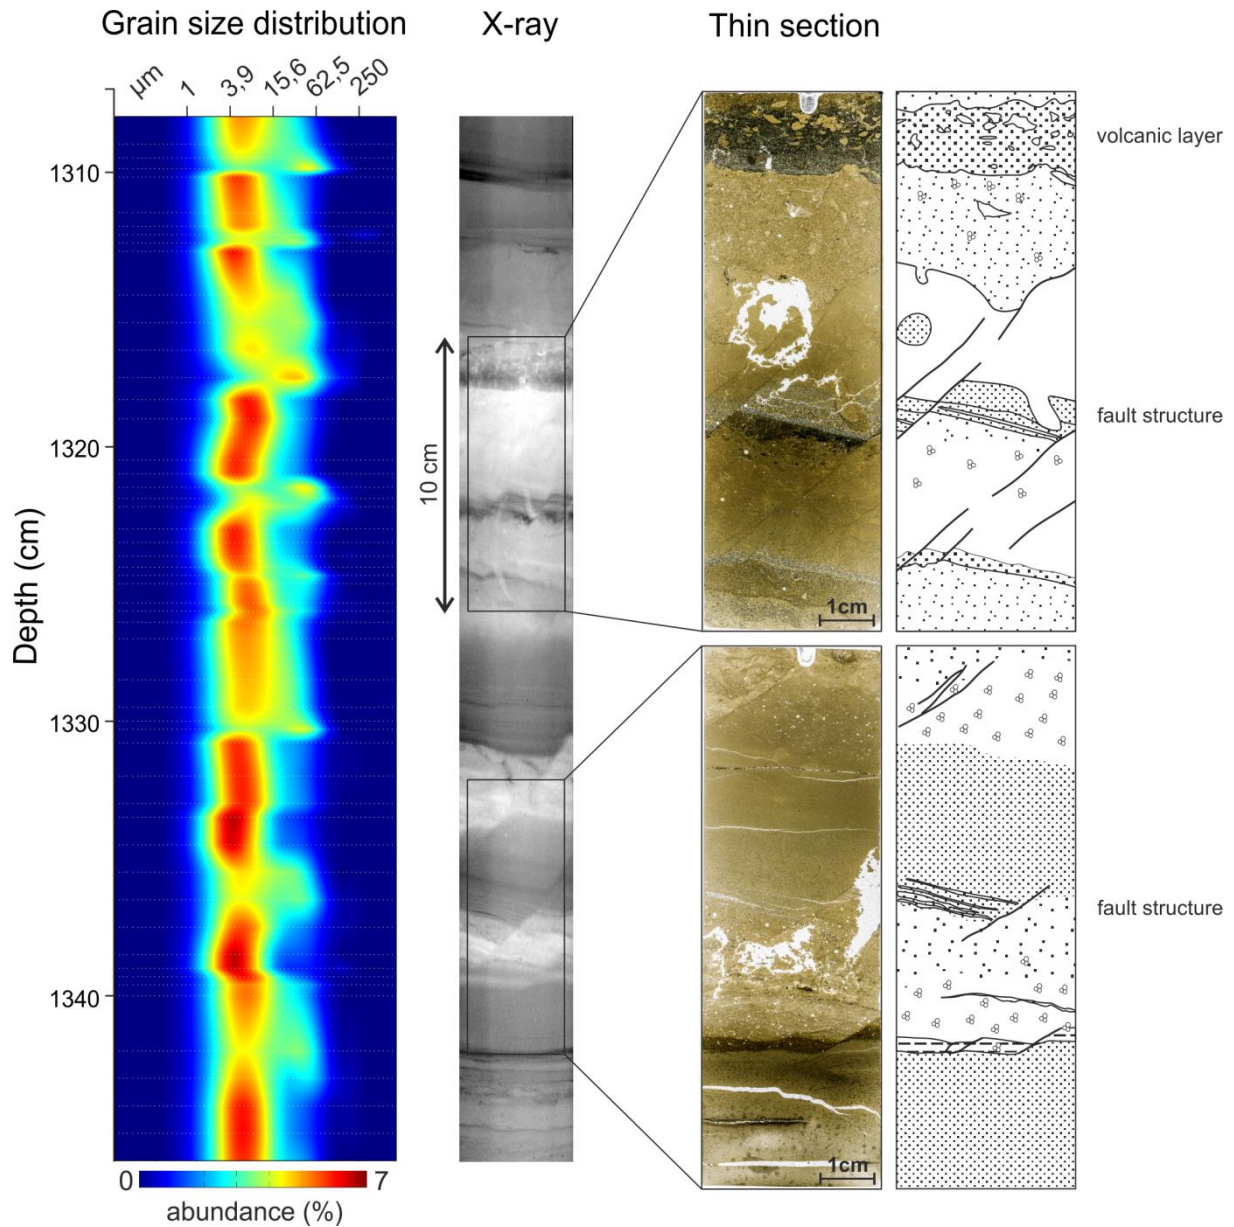 Grain size distribution
X-ray
Thin section
µm 1 3,9 15,6 62,5 250
Depth (cm)
1310
1320
1330
1340
10 cm
volcanic layer
fault structure
1cm
fault structure
1cm
0
7
abundance (%)